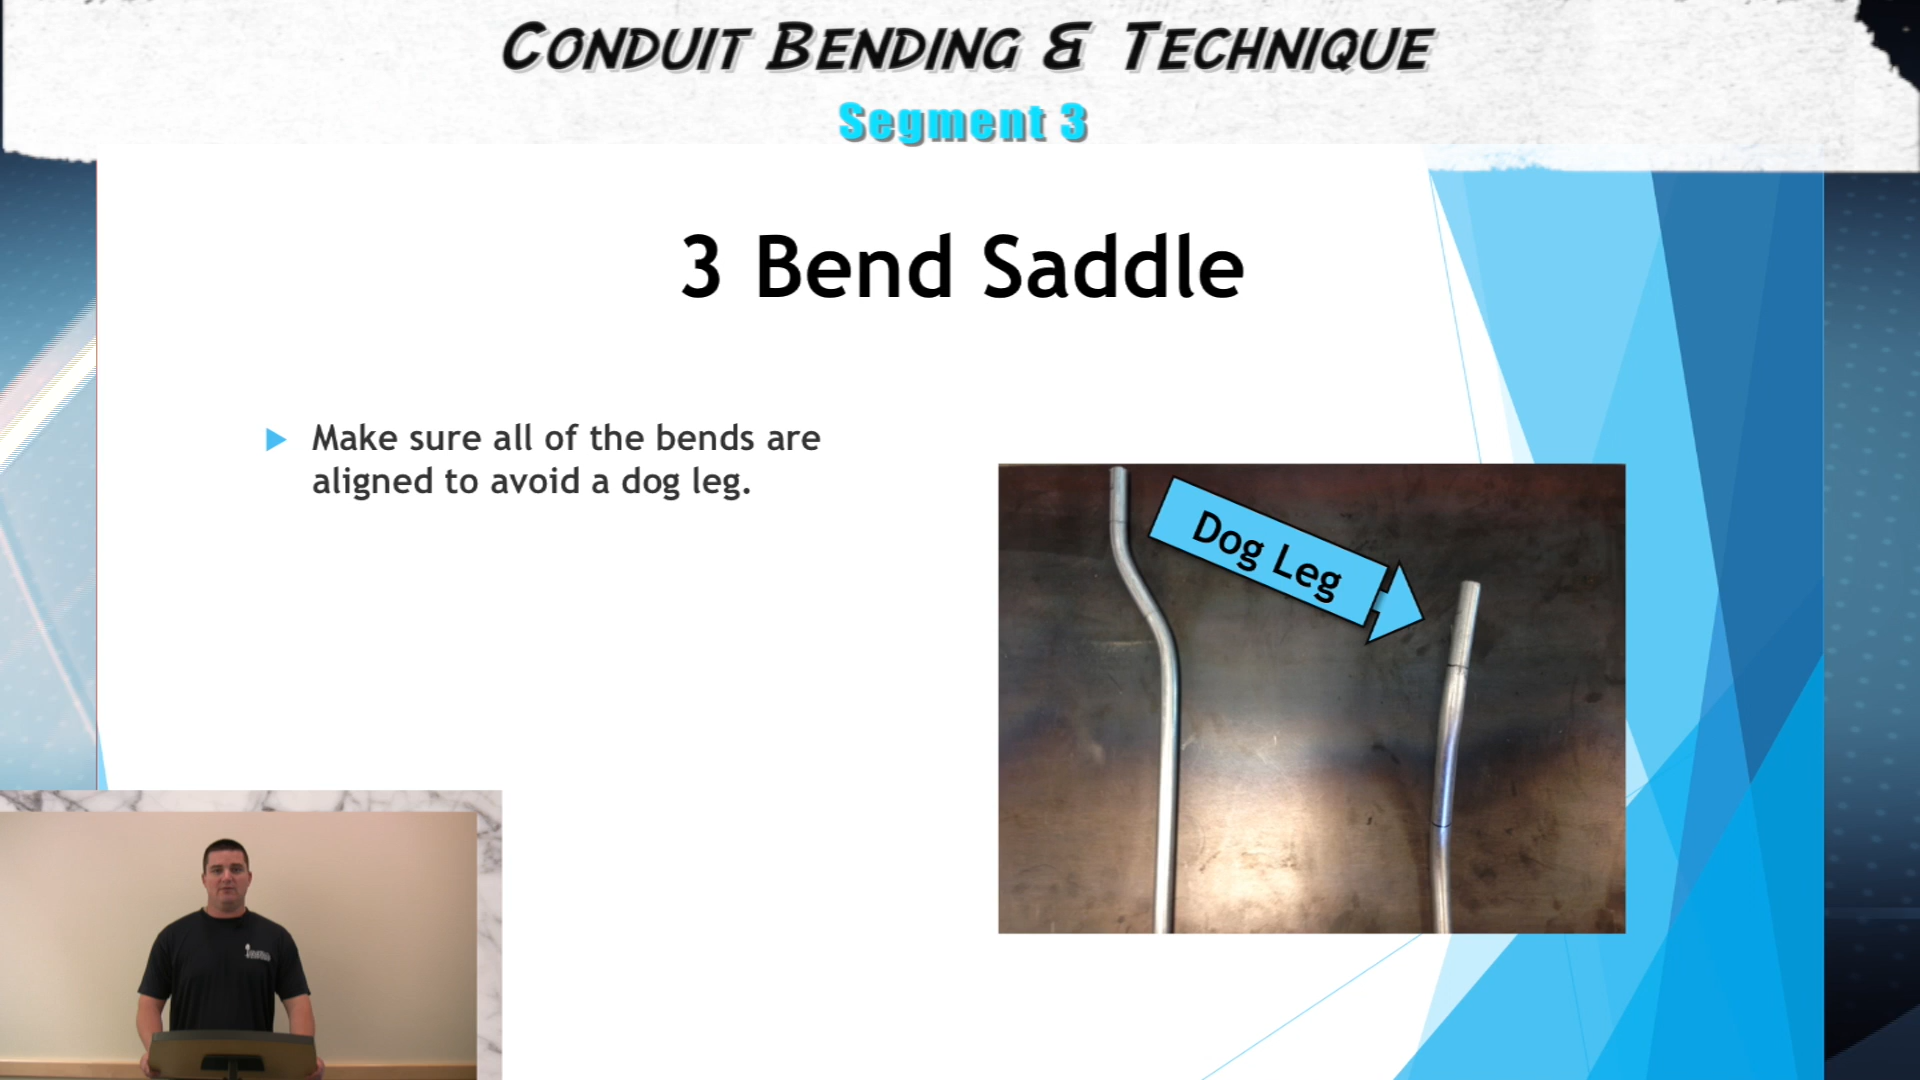 CONDUIT BENDING & TECHNIQUE
Segment 3
3 Bend Saddle
Make sure all of the bends are
aligned to avoid a dog leg.
Dog Leg